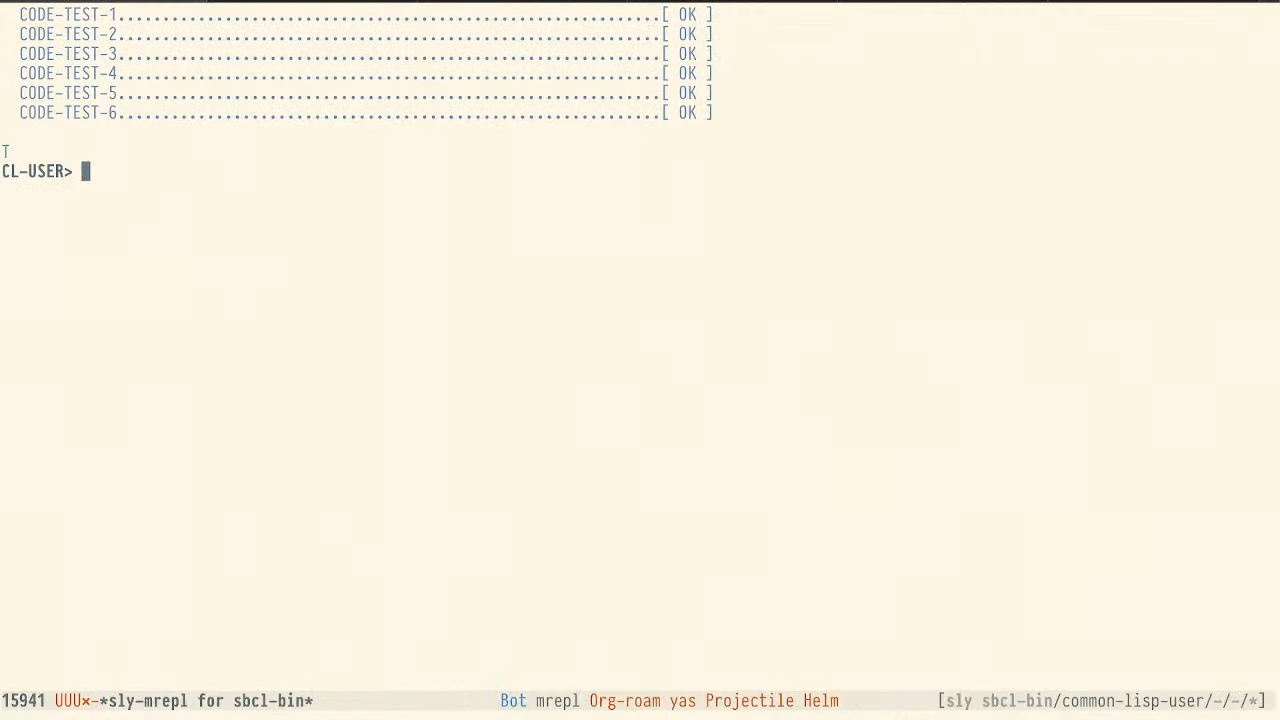 CODE-TEST-1.............................................................[ OK ]
CODE-TEST-2.............................................................[ OK ]
CODE-TEST-3.............................................................[ OK ]
CODE-TEST-4.............................................................[ OK ]
CODE-TEST-5.............................................................[ OK ]
CODE-TEST-6.............................................................[ OK ]
T
CL-USER>
15941 UUU×-*sly-mrepl for sbcl-bin* Bot mrepl Org-roam yas Projectile Helm [sly sbcl-bin/common-lisp-user/-/-/*]